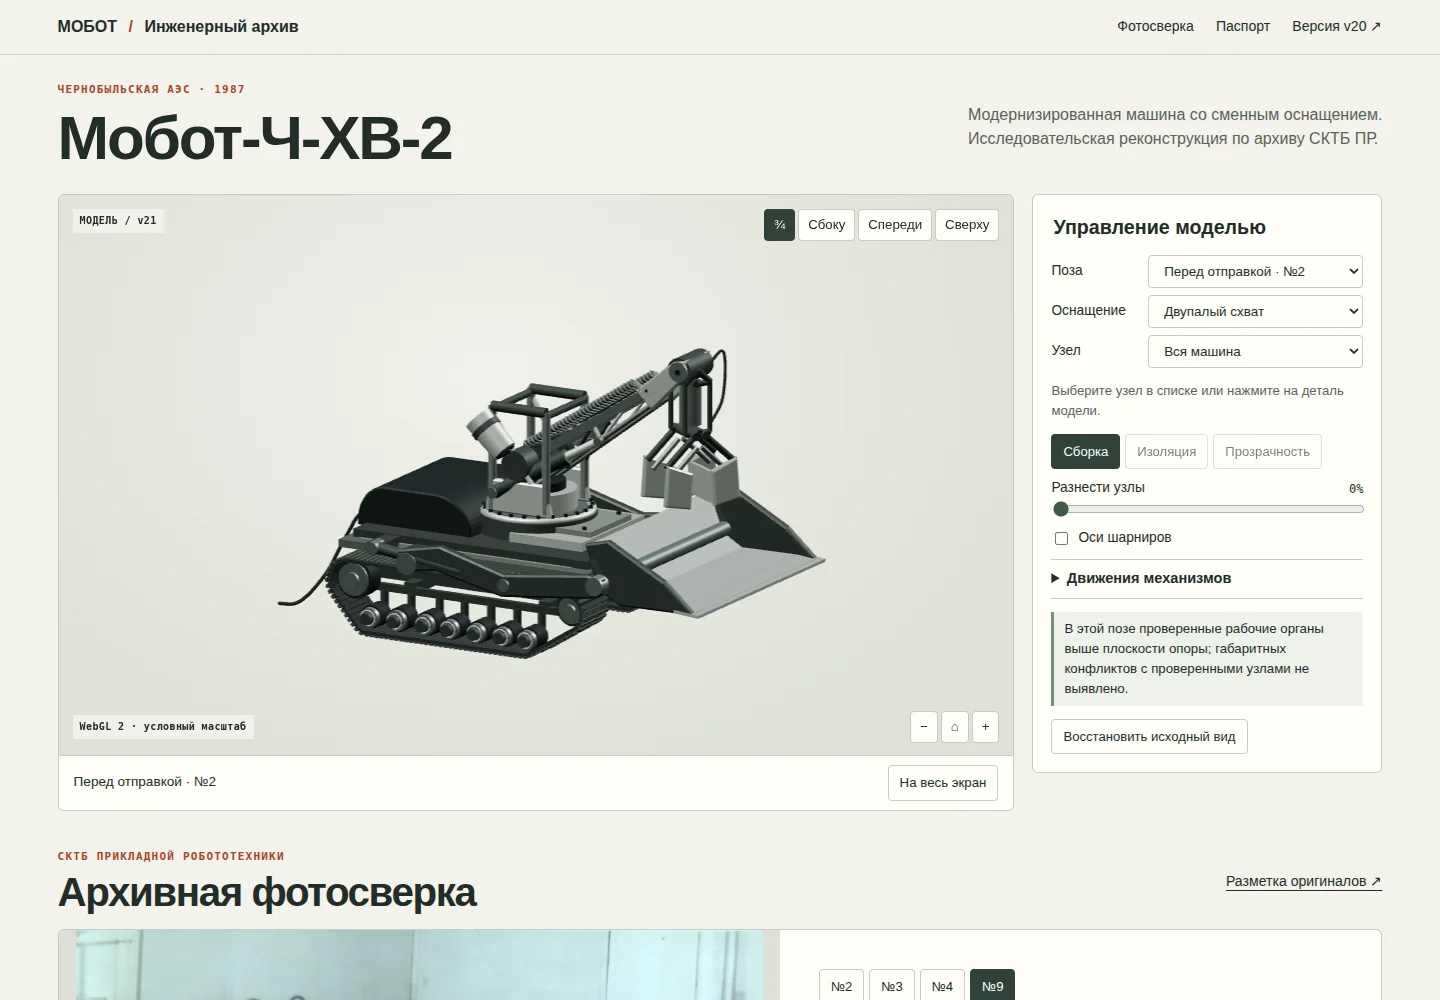 МОБОТ / Инженерный архив
Фотосверка Паспорт Версия v20 ↗
ЧЕРНОБЫЛЬСКАЯ АЭС · 1987
Мобот-Ч-ХВ-2
Модернизированная машина со сменным оснащением.
Исследовательская реконструкция по архиву СКТБ ПР.
МОДЕЛЬ / v21
¾ Сбоку Спереди Сверху
WebGL 2 · условный масштаб
− ⌂ +
Перед отправкой · №2
На весь экран
Управление моделью
Поза Перед отправкой · №2
Оснащение Двупалый схват
Узел Вся машина
Выберите узел в списке или нажмите на деталь
модели.
Сборка Изоляция Прозрачность
Разнести узлы 0%
Оси шарниров
Движения механизмов
В этой позе проверенные рабочие органы
выше плоскости опоры; габаритных
конфликтов с проверенными узлами не
выявлено.
Восстановить исходный вид
СКТБ ПРИКЛАДНОЙ РОБОТОТЕХНИКИ
Архивная фотосверка
Разметка оригиналов ↗
№2 №3 №4 №9